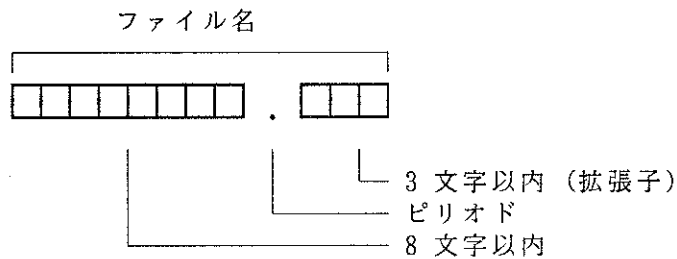 ファイル名
.
3 文字以内 (拡張子)
ピリオド
8 文字以内